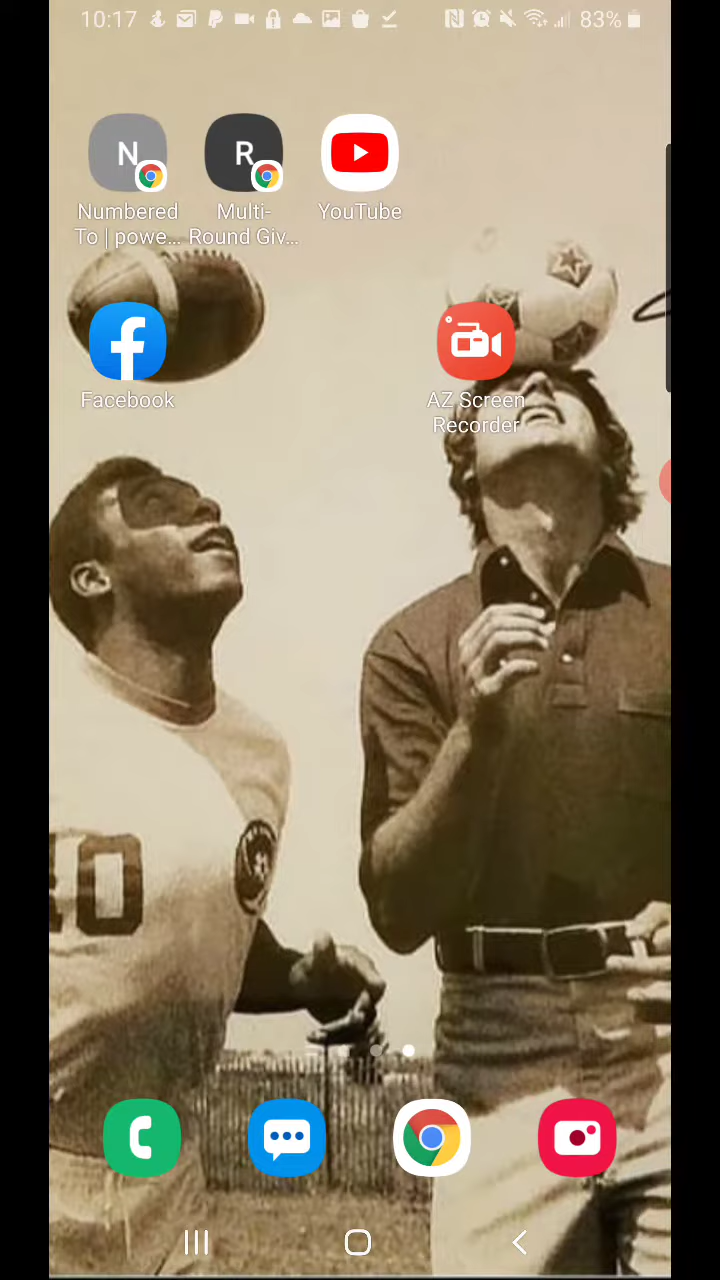 10:17
83%
N
R
Numbered
To | powe...
Multi-
Round Giv...
YouTube
Facebook
AZ Screen
Recorder
10